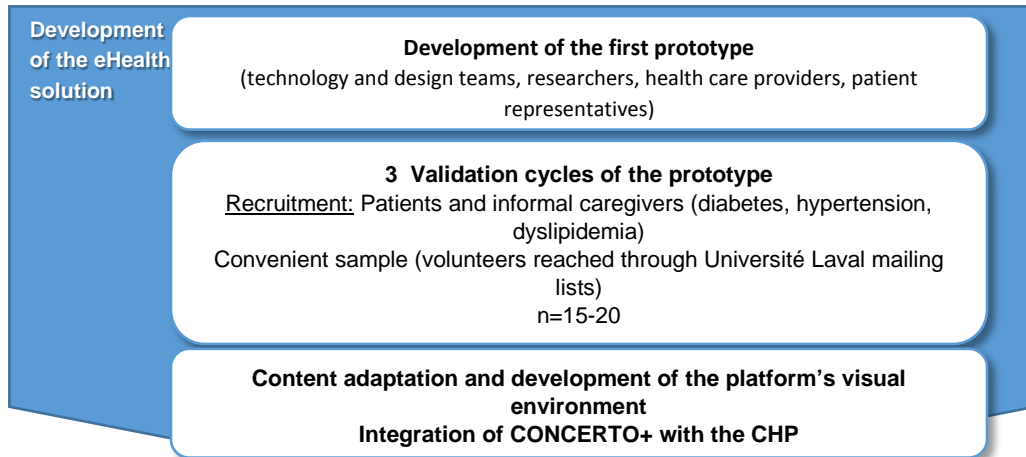 Development
of the eHealth
solution
Development of the first prototype
(technology and design teams, researchers, health care providers, patient
representatives)
3 Validation cycles of the prototype
Recruitment: Patients and informal caregivers (diabetes, hypertension,
dyslipidemia)
Convenient sample (volunteers reached through Université Laval mailing
lists)
n=15-20
Content adaptation and development of the platform’s visual
environment
Integration of CONCERTO+ with the CHP